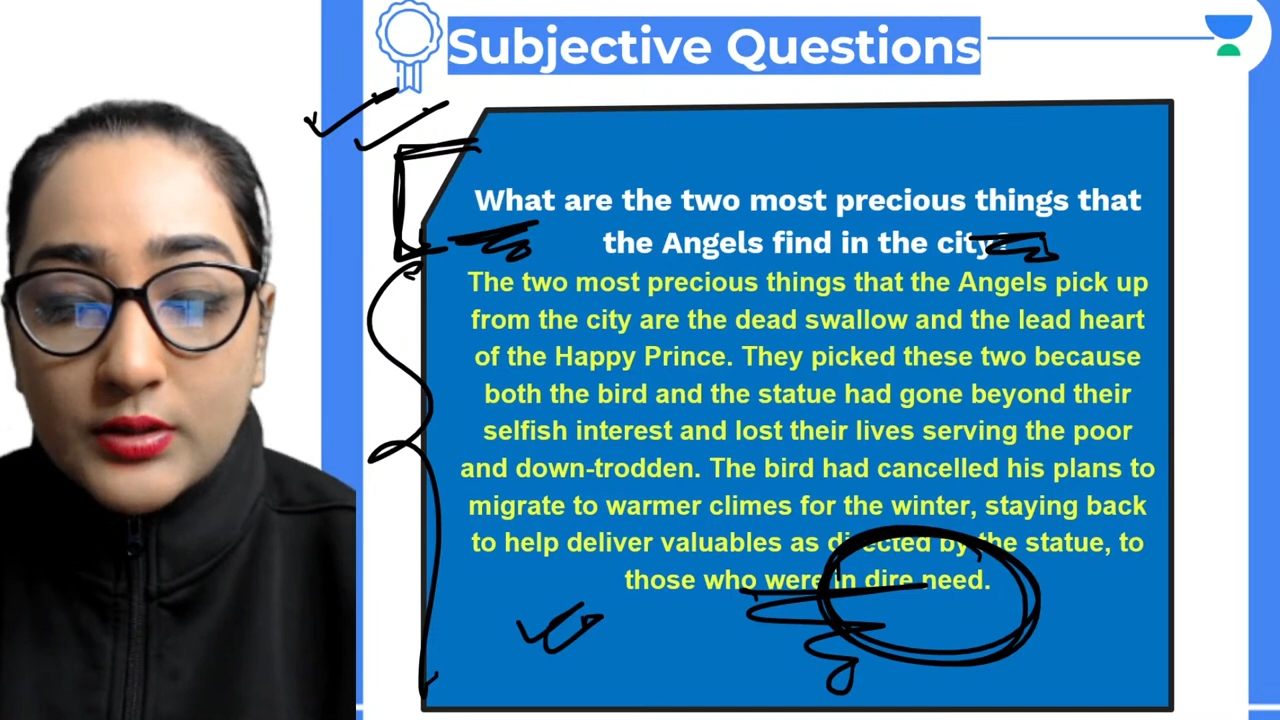 Subjective Questions
What are the two most precious things that
the Angels find in the city?
The two most precious things that the Angels pick up
from the city are the dead swallow and the lead heart
of the Happy Prince. They picked these two because
both the bird and the statue had gone beyond their
selfish interest and lost their lives serving the poor
and down-trodden. The bird had cancelled his plans to
migrate to warmer climes for the winter, staying back
to help deliver valuables as directed by the statue, to
those who were in dire need.